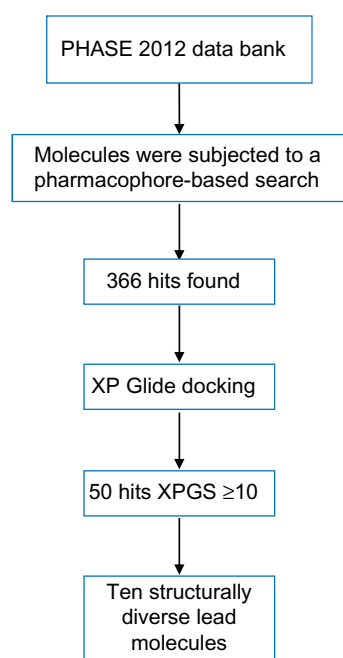 PHASE 2012 data bank
Molecules were subjected to a
pharmacophore-based search
366 hits found
XP Glide docking
50 hits XPGS ≥10
Ten structurally
diverse lead
molecules